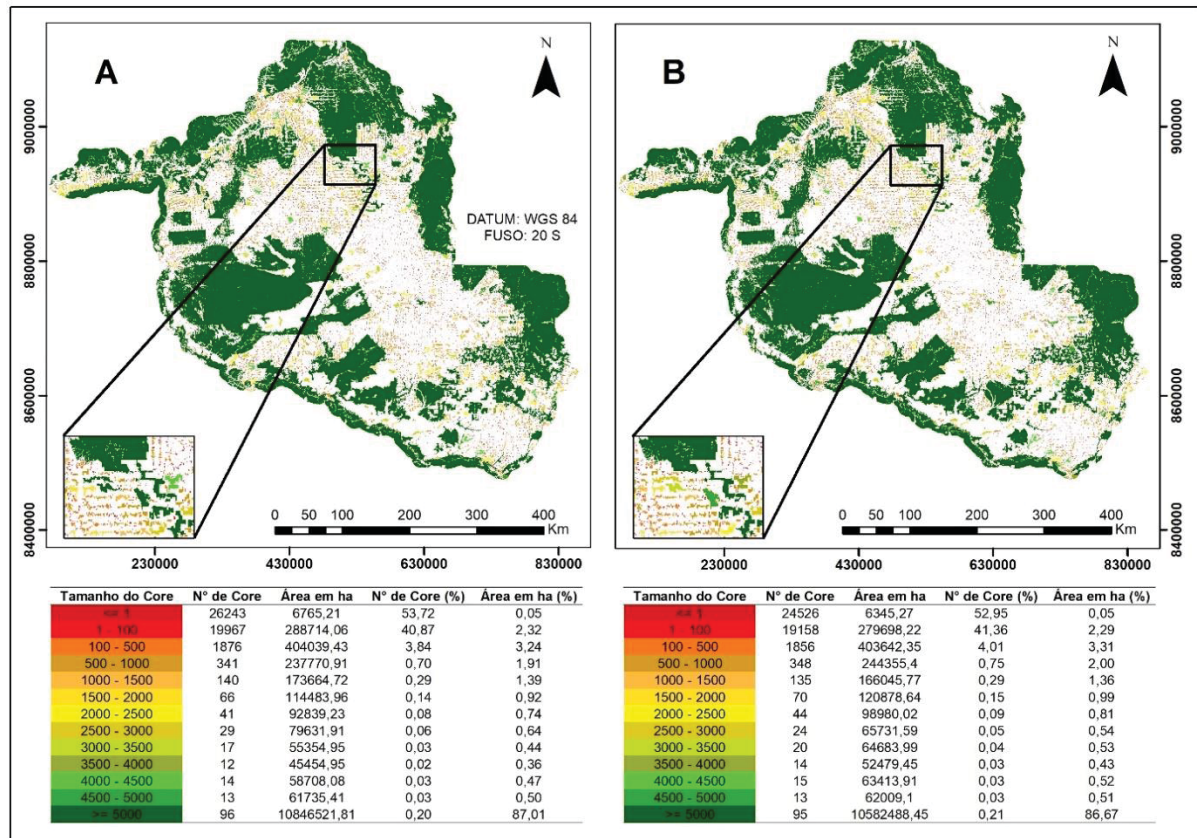 A
N
DATUM: WGS 84
FUSO: 20 S
9000000
8800000
8600000
8400000
0 50 100 200 300 400
Km
230000 430000 630000 830000
B
N
9000000
8800000
8600000
8400000
0 50 100 200 300 400
Km
230000 430000 630000 830000
Tamanho do Core N° de Core Área em ha N° de Core (%) Área em ha (%)
<= 1 26243 6765,21 53,72 0,05
1 - 100 19967 288714,06 40,87 2,32
100 - 500 1876 404039,43 3,84 3,24
500 - 1000 341 237770,91 0,70 1,91
1000 - 1500 140 173664,72 0,29 1,39
1500 - 2000 66 114483,96 0,14 0,92
2000 - 2500 41 92839,23 0,08 0,74
2500 - 3000 29 79631,91 0,06 0,64
3000 - 3500 17 55354,95 0,03 0,44
3500 - 4000 12 45454,95 0,02 0,36
4000 - 4500 14 58708,08 0,03 0,47
4500 - 5000 13 61735,41 0,03 0,50
>= 5000 96 10846521,81 0,20 87,01
Tamanho do Core N° de Core Área em ha N° de Core (%) Área em ha (%)
<= 1 24526 6345,27 52,95 0,05
1 - 100 19158 279698,22 41,36 2,29
100 - 500 1856 403642,35 4,01 3,31
500 - 1000 348 244355,4 0,75 2,00
1000 - 1500 135 166045,77 0,29 1,36
1500 - 2000 70 120878,64 0,15 0,99
2000 - 2500 44 98980,02 0,09 0,81
2500 - 3000 24 65731,59 0,05 0,54
3000 - 3500 20 64683,99 0,04 0,53
3500 - 4000 14 52479,45 0,03 0,43
4000 - 4500 15 63413,91 0,03 0,52
4500 - 5000 13 62009,1 0,03 0,51
>= 5000 95 10582488,45 0,21 86,67